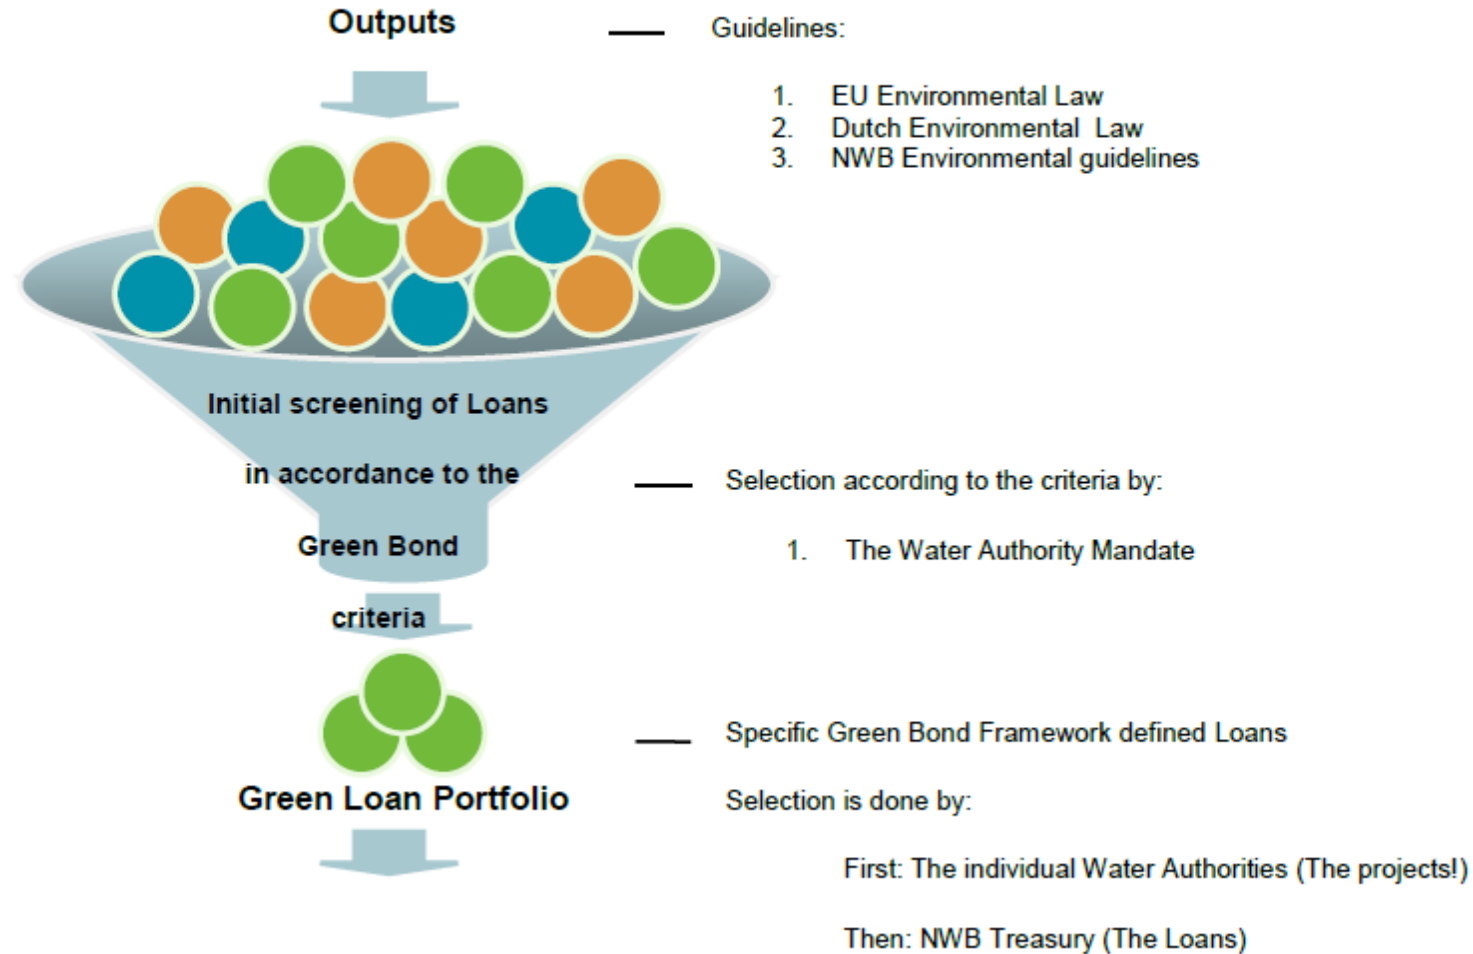 Outputs
Guidelines:
1. EU Environmental Law
2. Dutch Environmental Law
3. NWB Environmental guidelines
Initial screening of Loans
in accordance to the
Green Bond
criteria
Selection according to the criteria by:
1. The Water Authority Mandate
Green Loan Portfolio
Specific Green Bond Framework defined Loans
Selection is done by:
First: The individual Water Authorities (The projects!)
Then: NWB Treasury (The Loans)